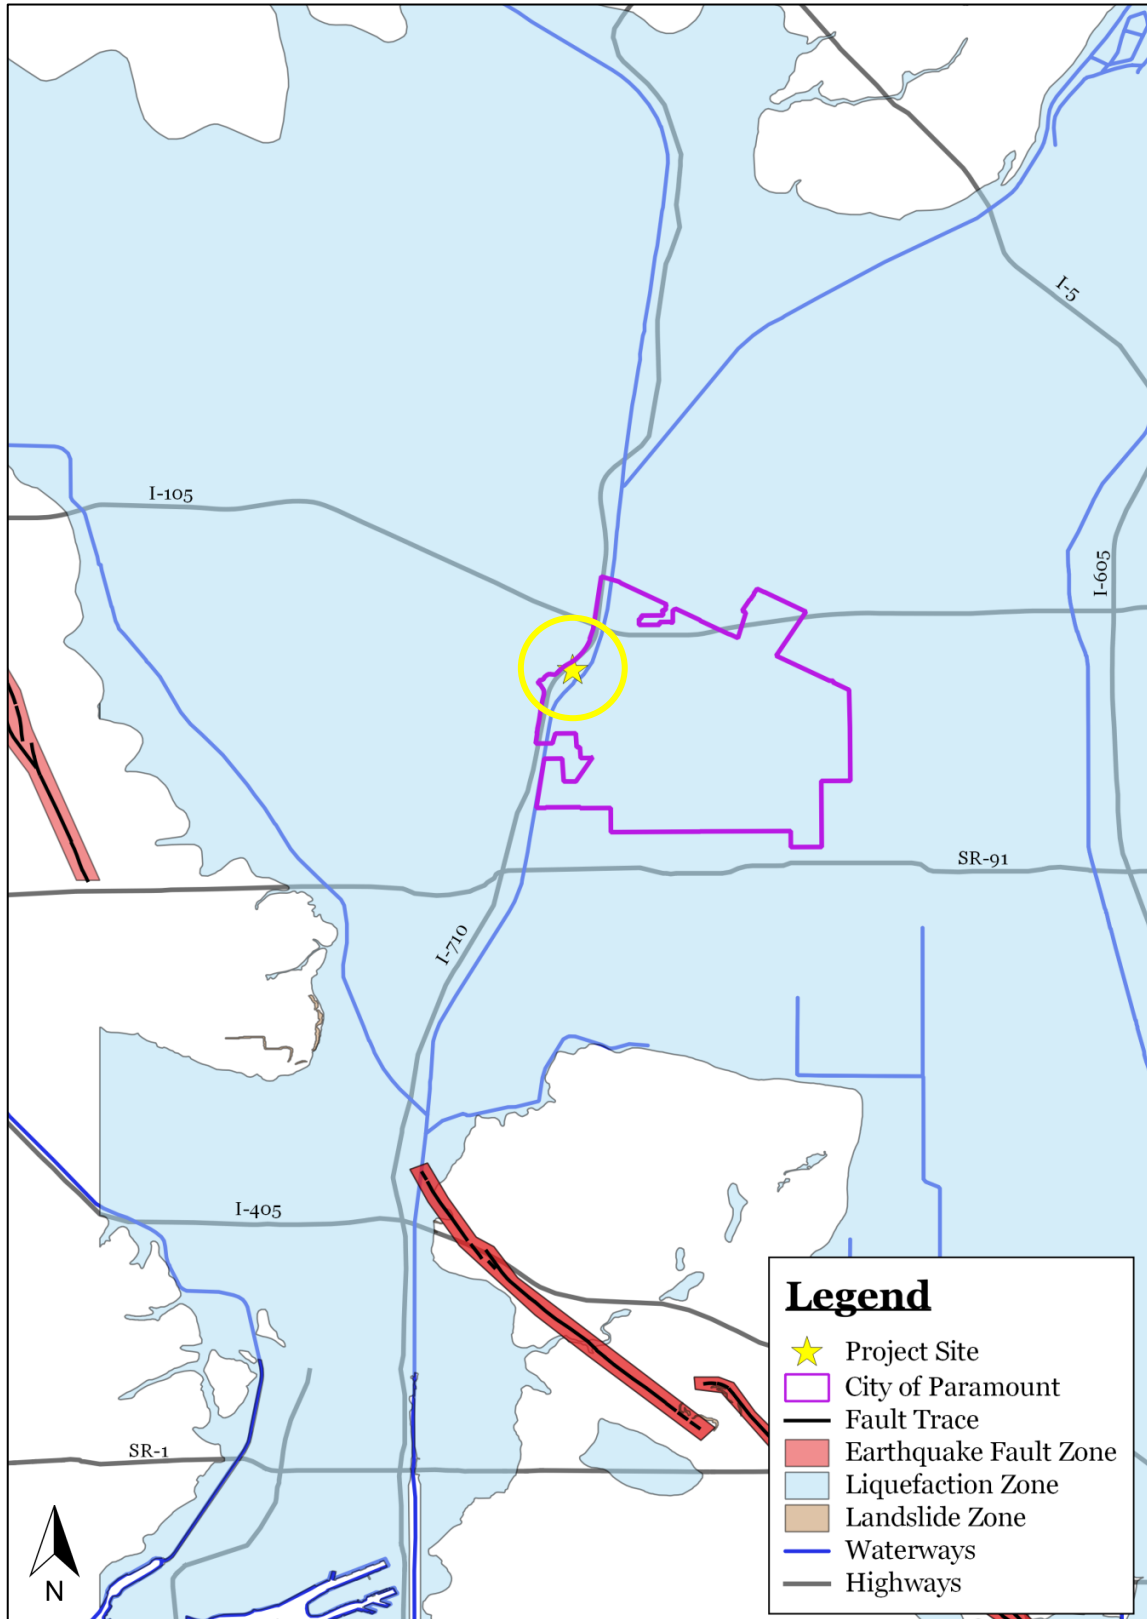 I-5
I-105
I-605
SR-91
I-710
I-405
SR-1
N
Legend
Project Site
City of Paramount
Fault Trace
Earthquake Fault Zone
Liquefaction Zone
Landslide Zone
Waterways
Highways